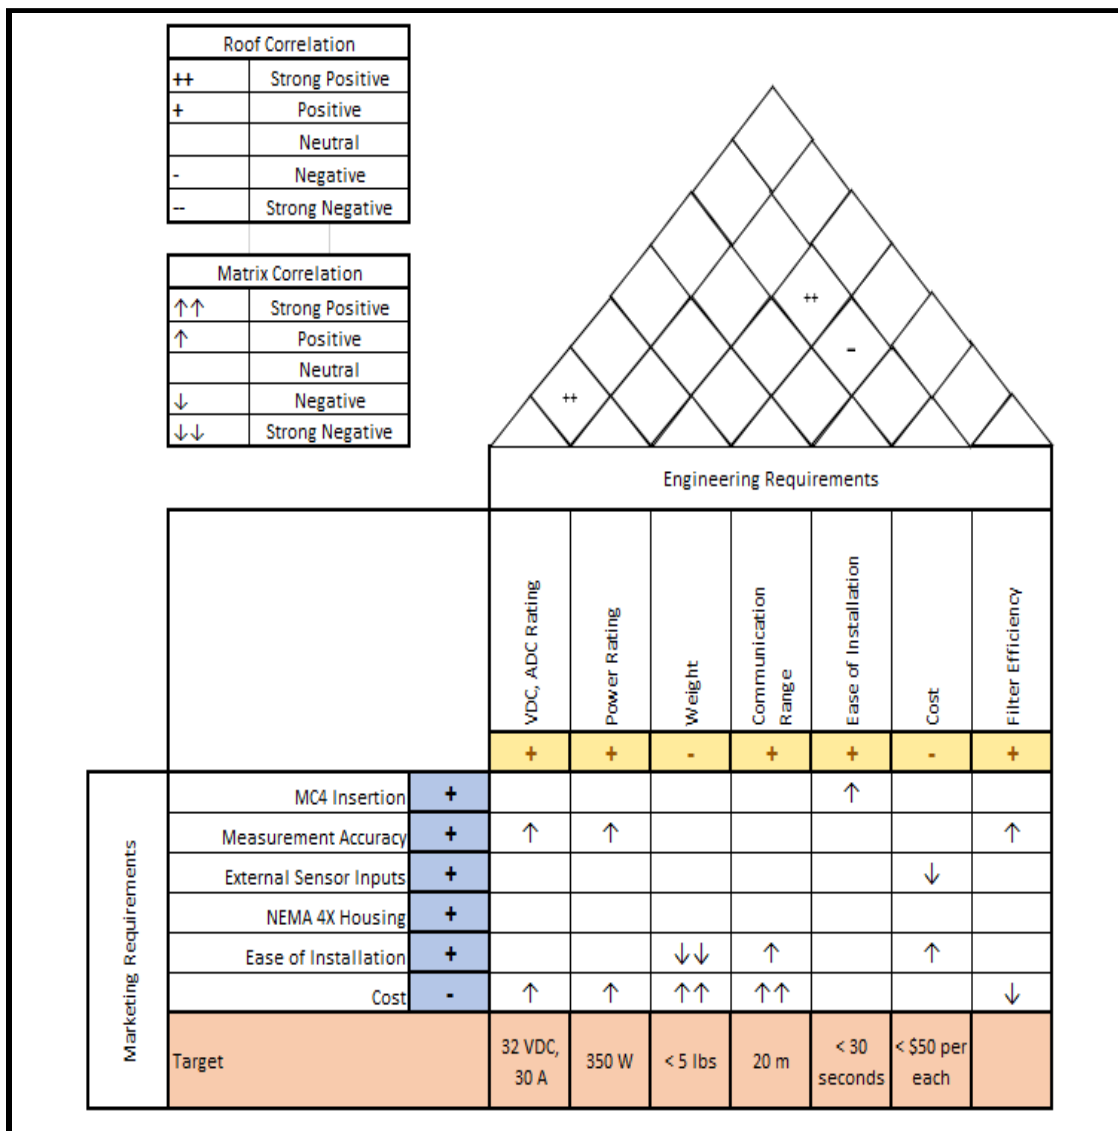 Roof Correlation
++ Strong Positive
+ Positive
Neutral
- Negative
-- Strong Negative
Matrix Correlation
↑↑ Strong Positive
↑ Positive
Neutral
↓ Negative
↓↓ Strong Negative
++
-
++
Engineering Requirements
VDC, ADC Rating
Power Rating
Weight
Communication
Range
Ease of Installation
Cost
Filter Efficiency
+ + - + + - +
Marketing Requirements
MC4 Insertion + ↑
Measurement Accuracy + ↑ ↑ ↑
External Sensor Inputs + ↓
NEMA 4X Housing +
Ease of Installation + ↓↓ ↑ ↑
Cost - ↑ ↑ ↑↑ ↑↑ ↓
Target
32 VDC,
30 A
350 W
< 5 lbs
20 m
< 30
seconds
< $50 per
each